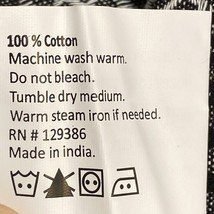 100 % Cotton
Machine wash warm.
Do not bleach.
Tumble dry medium.
Warm steam iron if needed.
RN # 129386
Made in india.